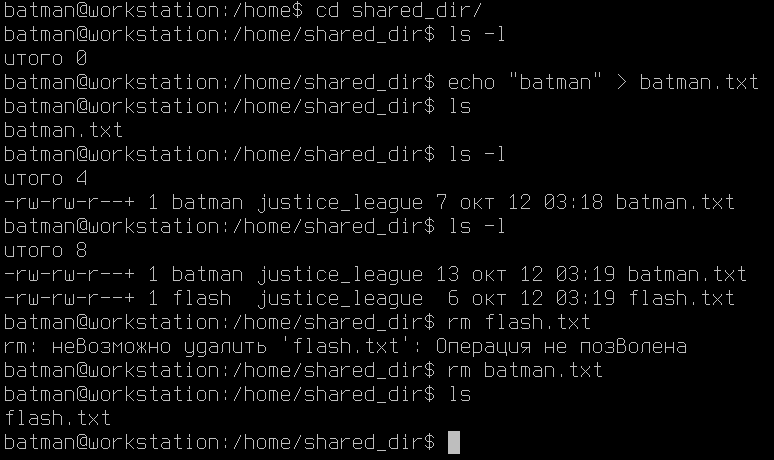 batman@workstation:/home$ cd shared_dir/
batman@workstation:/home/shared_dir$ ls -l
итого 0
batman@workstation:/home/shared_dir$ echo "batman" > batman.txt
batman@workstation:/home/shared_dir$ ls
batman.txt
batman@workstation:/home/shared_dir$ ls -l
итого 4
-rw-rw-r--+ 1 batman justice_league 7 окт 12 03:18 batman.txt
batman@workstation:/home/shared_dir$ ls -l
итого 8
-rw-rw-r--+ 1 batman justice_league 13 окт 12 03:19 batman.txt
-rw-rw-r--+ 1 flash  justice_league  6 окт 12 03:19 flash.txt
batman@workstation:/home/shared_dir$ rm flash.txt
rm: невозможно удалить 'flash.txt': Операция не позволена
batman@workstation:/home/shared_dir$ rm batman.txt
batman@workstation:/home/shared_dir$ ls
flash.txt
batman@workstation:/home/shared_dir$